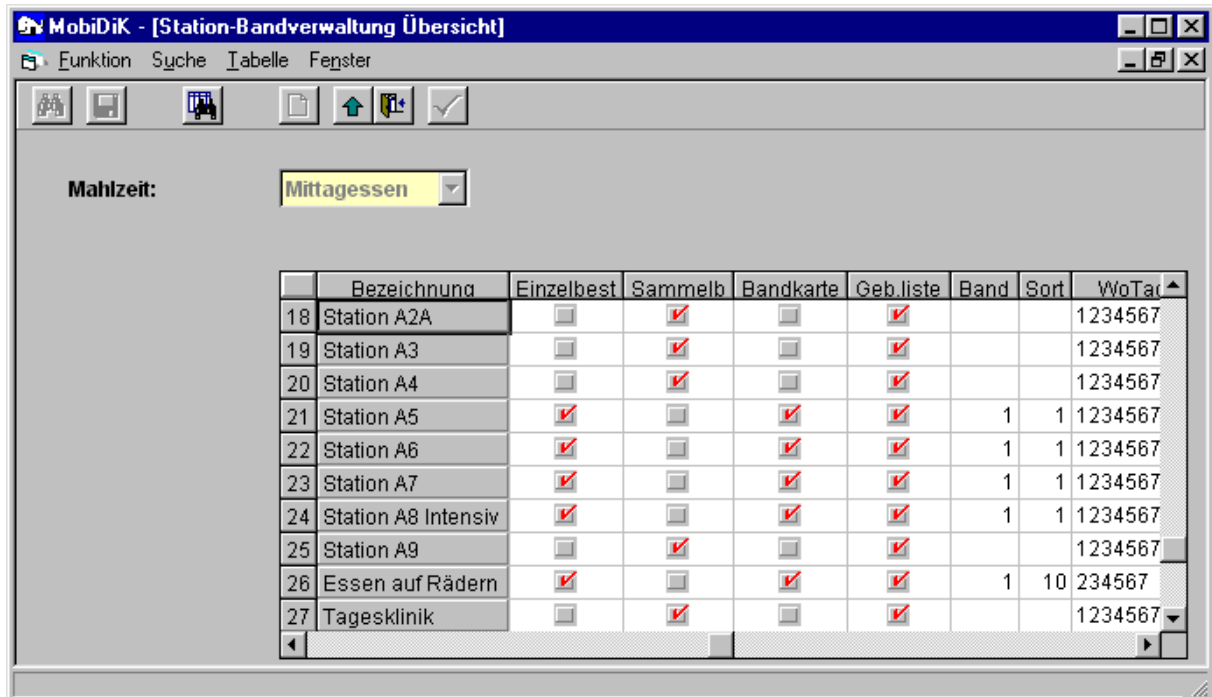 MobiDiK - [Station-Bandverwaltung Übersicht]
Funktion Suche Tabelle Fenster
Mahlzeit: Mittagessen
Bezeichnung Einzelbest Sammelb Bandkarte Geb.liste Band Sort WoTag
18 Station A2A 1234567
19 Station A3 1234567
20 Station A4 1234567
21 Station A5 1 1 1234567
22 Station A6 1 1 1234567
23 Station A7 1 1 1234567
24 Station A8 Intensiv 1 1 1234567
25 Station A9 1234567
26 Essen auf Rädern 1 10 234567
27 Tagesklinik 1234567